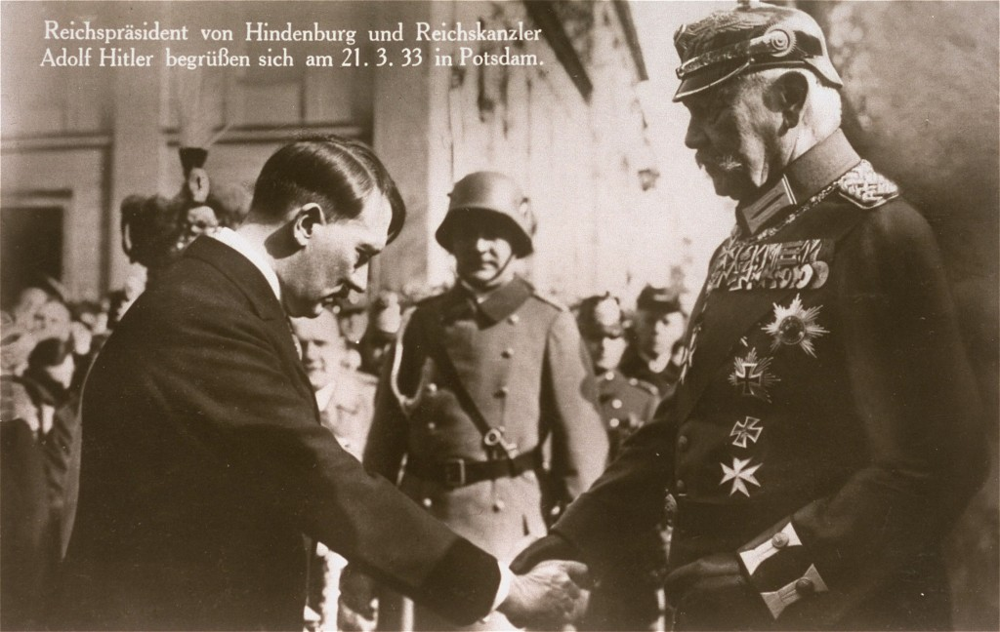 Reichspräsident von Hindenburg und Reichskanzler
Adolf Hitler begrüßen sich am 21. 3. 33 in Potsdam.